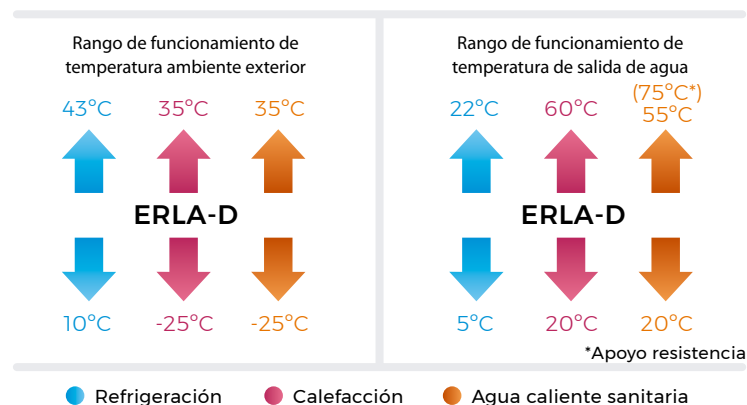 Rango de funcionamiento de
temperatura ambiente exterior
43°C 35°C 35°C
ERLA-D
10°C -25°C -25°C
Rango de funcionamiento de
temperatura de salida de agua
(75°C*)
22°C 60°C 55°C
ERLA-D
5°C 20°C 20°C
*Apoyo resistencia
Refrigeración Calefacción Agua caliente sanitaria